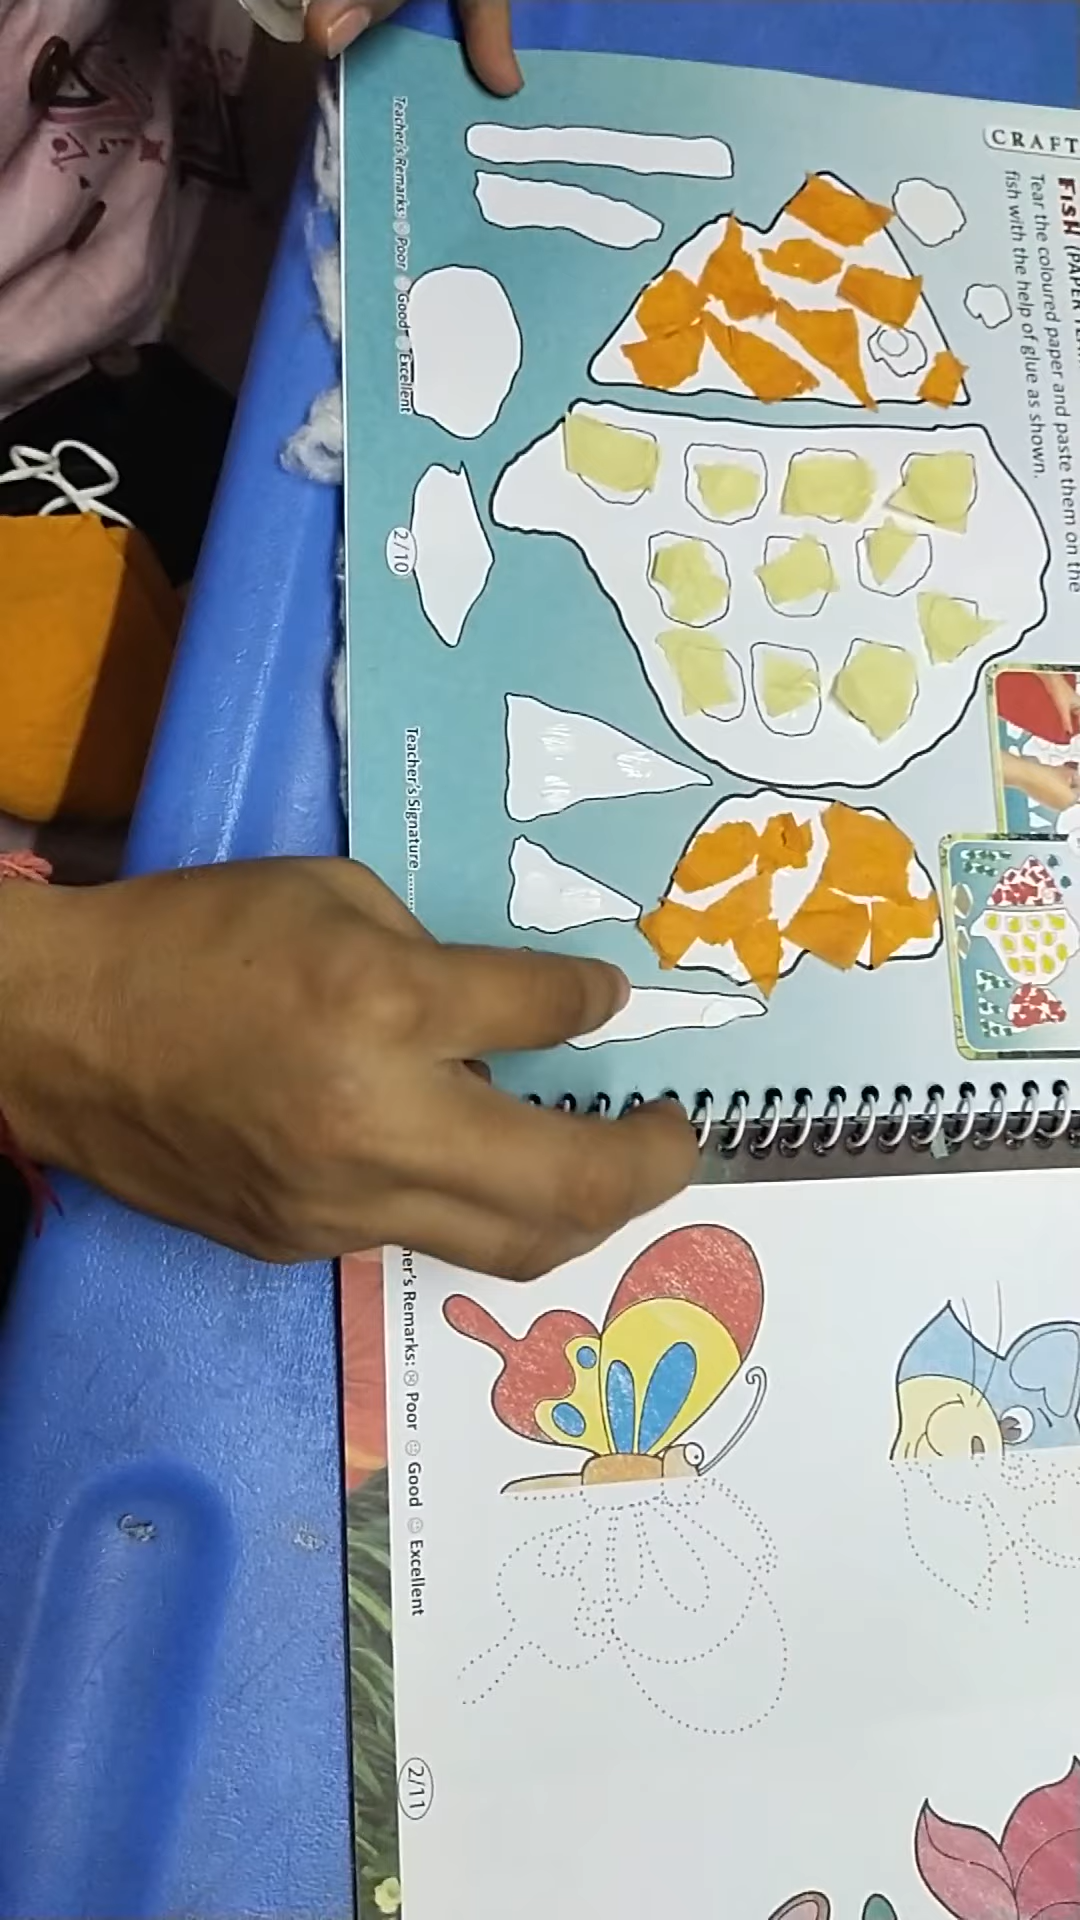 CRAFT
FISH (PAPER
Tear the coloured paper and paste them on the
fish with the help of glue as shown.
Teacher's Remarks: Poor Good Excellent
2/10
Teacher's Signature ........
her's Remarks: Poor Good Excellent
2/11